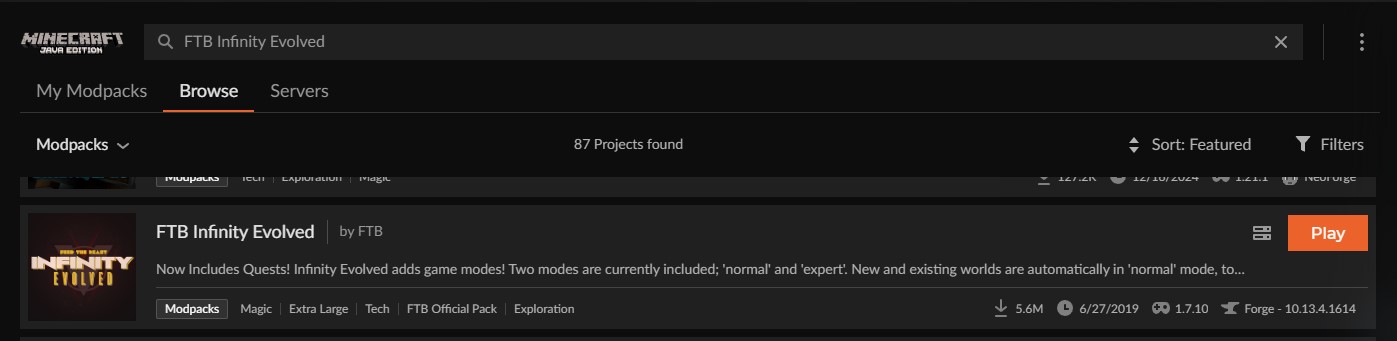 MINECRAFT
JAVA EDITION
FTB Infinity Evolved
My Modpacks Browse Servers
Modpacks 87 Projects found Sort: Featured Filters
Modpacks Tech Exploration Magic 127.2K 12/16/2024 1.21.1 NeoForge
FEED THE BEAST
INFINITY
EVOLVED
FTB Infinity Evolved by FTB Play
Now Includes Quests! Infinity Evolved adds game modes! Two modes are currently included; 'normal' and 'expert'. New and existing worlds are automatically in 'normal' mode, to...
Modpacks Magic Extra Large Tech FTB Official Pack Exploration 5.6M 6/27/2019 1.7.10 Forge - 10.13.4.1614